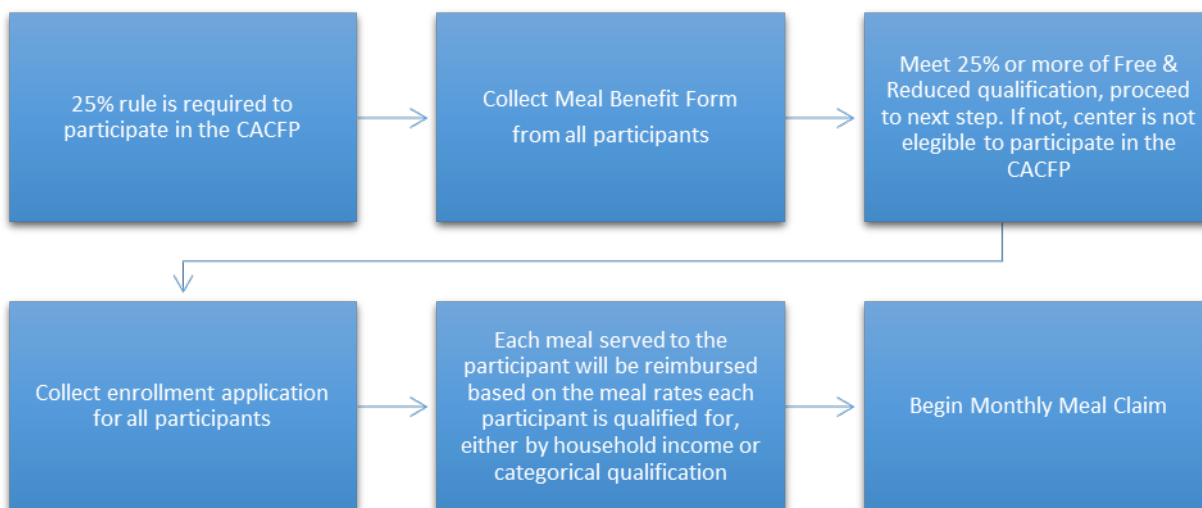 25% rule is required to
participate in the CACFP
Collect Meal Benefit Form
from all participants
Meet 25% or more of Free &
Reduced qualification, proceed
to next step. If not, center is not
elegible to participate in the
CACFP
Collect enrollment application
for all participants
Each meal served to the
participant will be reimbursed
based on the meal rates each
participant is qualified for,
either by household income or
categorical qualification
Begin Monthly Meal Claim